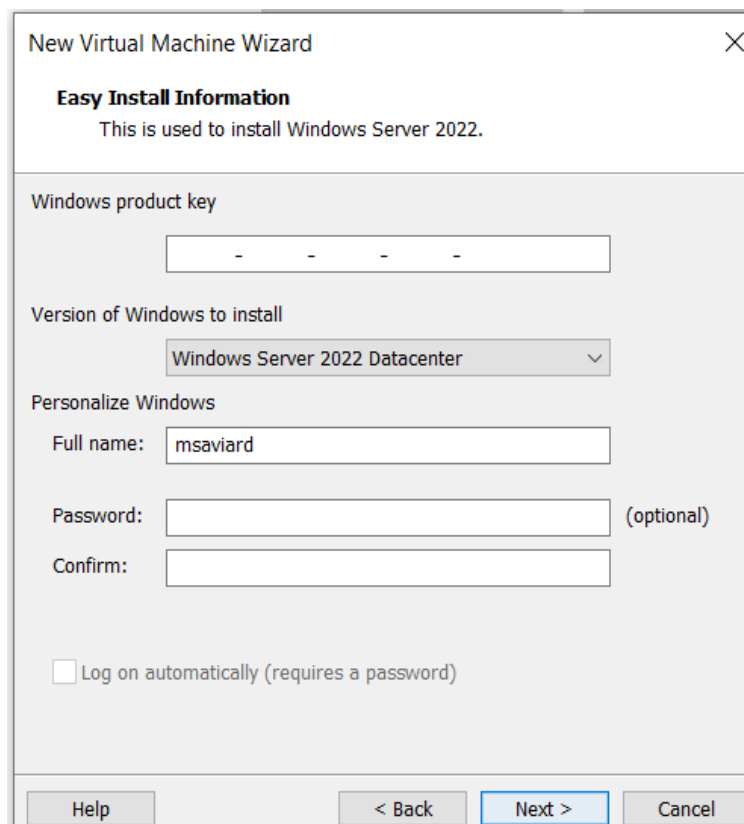 New Virtual Machine Wizard
Easy Install Information
This is used to install Windows Server 2022.
Windows product key
- - - -
Version of Windows to install
Windows Server 2022 Datacenter
Personalize Windows
Full name: msaviard
Password: (optional)
Confirm:
Log on automatically (requires a password)
Help < Back Next > Cancel